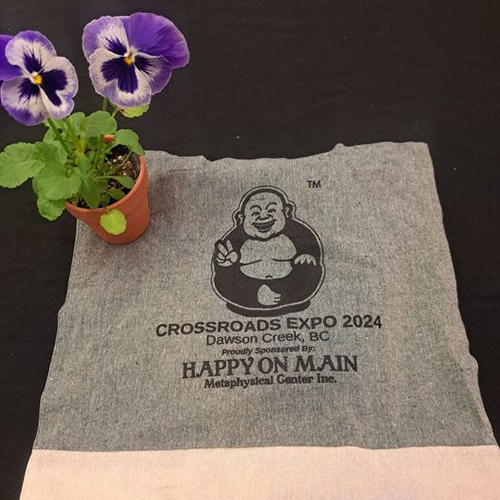 TM
CROSSROADS EXPO 2024
Dawson Creek, BC
Proudly Sponsored By:
HAPPY ON MAIN
Metaphysical Center Inc.